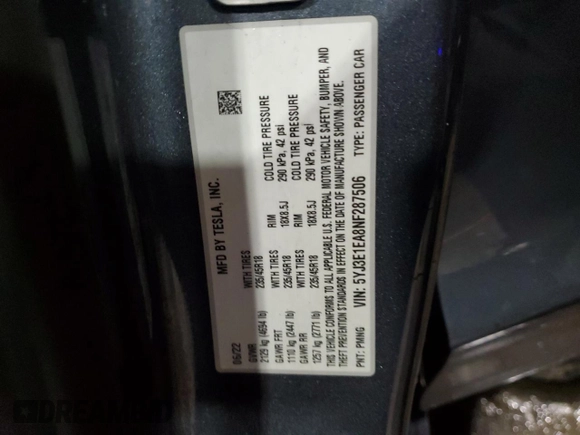 MFD BY TESLA, INC.
06/22
GVWR WITH TIRES RIM COLD TIRE PRESSURE
2129 kg (4694 lb) 235/45R18 18X8.5J 290 kPa, 42 psi
GAWR FRT WITH TIRES RIM COLD TIRE PRESSURE
1110 kg (2447 lb) 235/45R18 18X8.5J 290 kPa, 42 psi
GAWR RR
1257 kg (2771 lb)
THIS VEHICLE CONFORMS TO ALL APPLICABLE U.S. FEDERAL MOTOR VEHICLE SAFETY, BUMPER, AND
THEFT PREVENTION STANDARDS IN EFFECT ON THE DATE OF MANUFACTURE SHOWN ABOVE.
VIN: 5YJ3E1EA8NF287506 TYPE: PASSENGER CAR
PNT: PMNG